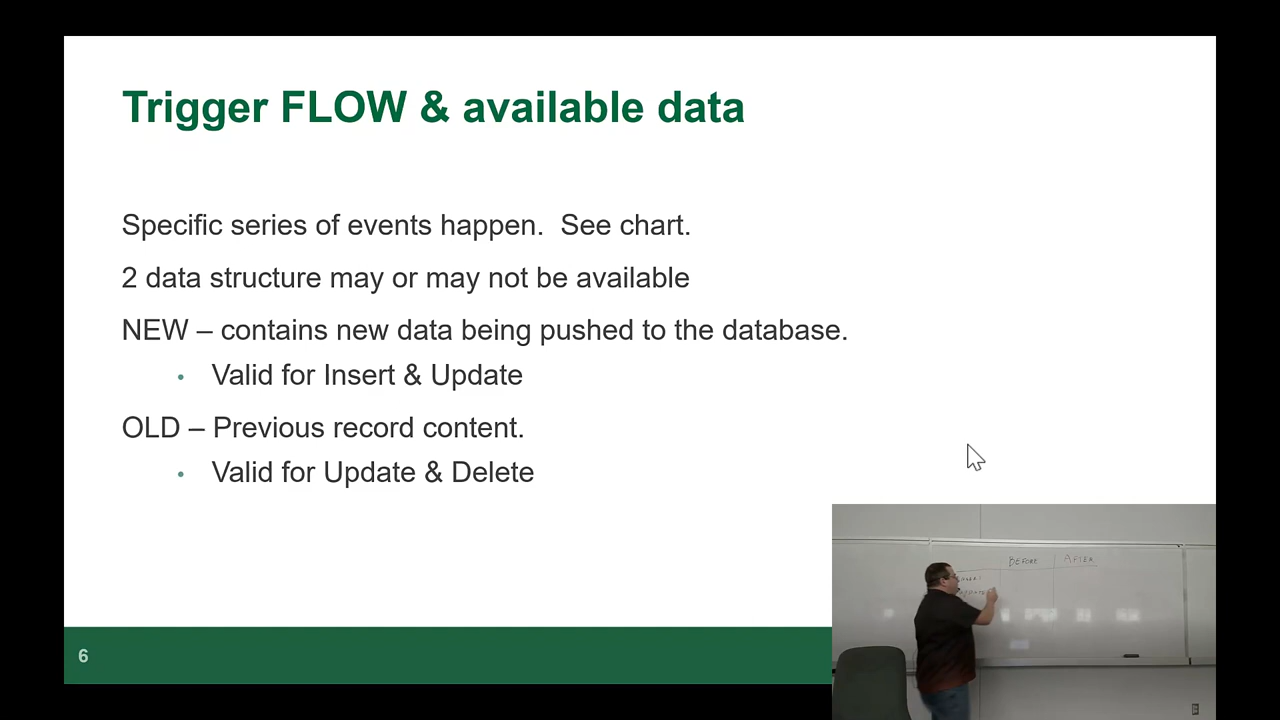 Trigger FLOW & available data
Specific series of events happen.  See chart.
2 data structure may or may not be available
NEW – contains new data being pushed to the database.
• Valid for Insert & Update
OLD – Previous record content.
• Valid for Update & Delete
6
BEFORE AFTER